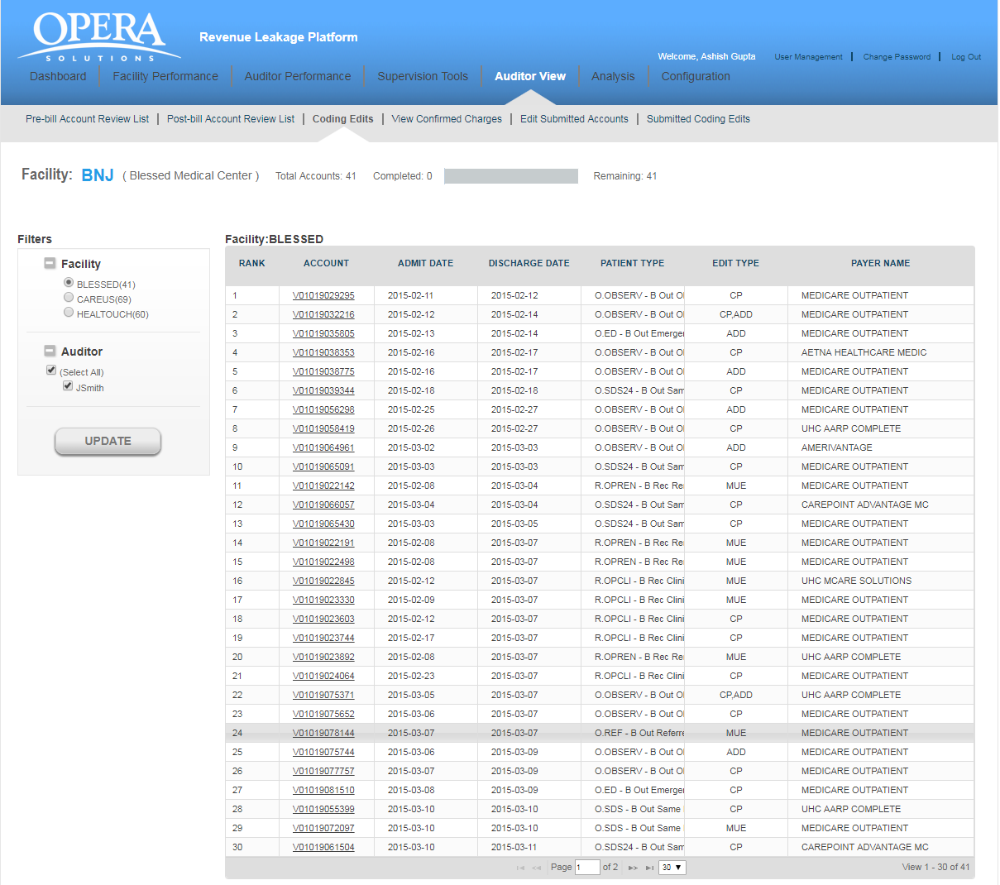 OPERA
SOLUTIONS
Revenue Leakage Platform
Welcome, Ashish Gupta User Management | Change Password | Log Out
Dashboard Facility Performance Auditor Performance Supervision Tools Auditor View Analysis Configuration
Pre-bill Account Review List | Post-bill Account Review List | Coding Edits | View Confirmed Charges | Edit Submitted Accounts | Submitted Coding Edits
Facility: BNJ ( Blessed Medical Center ) Total Accounts: 41 Completed: 0 Remaining: 41
Filters
Facility
BLESSED(41)
CAREUS(69)
HEALTOUCH(60)
Auditor
(Select All)
JSmith
UPDATE
Facility:BLESSED
RANK ACCOUNT ADMIT DATE DISCHARGE DATE PATIENT TYPE EDIT TYPE PAYER NAME
1 V01019029295 2015-02-11 2015-02-12 O.OBSERV - B Out O CP MEDICARE OUTPATIENT
2 V01019032216 2015-02-12 2015-02-14 O.OBSERV - B Out O CP,ADD MEDICARE OUTPATIENT
3 V01019035805 2015-02-13 2015-02-14 O.ED - B Out Emerger ADD MEDICARE OUTPATIENT
4 V01019038353 2015-02-16 2015-02-17 O.OBSERV - B Out O CP AETNA HEALTHCARE MEDIC
5 V01019038775 2015-02-16 2015-02-17 O.OBSERV - B Out O ADD MEDICARE OUTPATIENT
6 V01019039344 2015-02-18 2015-02-18 O.SDS24 - B Out Sam CP MEDICARE OUTPATIENT
7 V01019056298 2015-02-25 2015-02-27 O.OBSERV - B Out O ADD MEDICARE OUTPATIENT
8 V01019058419 2015-02-26 2015-02-27 O.OBSERV - B Out O CP UHC AARP COMPLETE
9 V01019064961 2015-03-02 2015-03-03 O.OBSERV - B Out O ADD AMERIVANTAGE
10 V01019065091 2015-03-03 2015-03-03 O.SDS24 - B Out Sam CP MEDICARE OUTPATIENT
11 V01019022142 2015-02-08 2015-03-04 R.OPREN - B Rec Re MUE MEDICARE OUTPATIENT
12 V01019066057 2015-03-04 2015-03-04 O.SDS24 - B Out Sam CP CAREPOINT ADVANTAGE MC
13 V01019065430 2015-03-03 2015-03-05 O.SDS24 - B Out Sam CP MEDICARE OUTPATIENT
14 V01019022191 2015-02-08 2015-03-07 R.OPREN - B Rec Re MUE MEDICARE OUTPATIENT
15 V01019022498 2015-02-08 2015-03-07 R.OPREN - B Rec Re MUE MEDICARE OUTPATIENT
16 V01019022845 2015-02-12 2015-03-07 R.OPCLI - B Rec Clini MUE UHC MCARE SOLUTIONS
17 V01019023330 2015-02-09 2015-03-07 R.OPCLI - B Rec Clini MUE MEDICARE OUTPATIENT
18 V01019023603 2015-02-12 2015-03-07 R.OPCLI - B Rec Clini CP MEDICARE OUTPATIENT
19 V01019023744 2015-02-17 2015-03-07 R.OPCLI - B Rec Clini CP MEDICARE OUTPATIENT
20 V01019023892 2015-02-08 2015-03-07 R.OPREN - B Rec Re MUE UHC AARP COMPLETE
21 V01019024064 2015-02-23 2015-03-07 R.OPCLI - B Rec Clini CP MEDICARE OUTPATIENT
22 V01019075371 2015-03-05 2015-03-07 O.OBSERV - B Out O CP,ADD UHC AARP COMPLETE
23 V01019075652 2015-03-06 2015-03-07 O.OBSERV - B Out O CP MEDICARE OUTPATIENT
24 V01019078144 2015-03-07 2015-03-07 O.REF - B Out Referre MUE MEDICARE OUTPATIENT
25 V01019075744 2015-03-06 2015-03-09 O.OBSERV - B Out O ADD MEDICARE OUTPATIENT
26 V01019077757 2015-03-07 2015-03-09 O.OBSERV - B Out O CP MEDICARE OUTPATIENT
27 V01019081510 2015-03-08 2015-03-09 O.ED - B Out Emerger CP MEDICARE OUTPATIENT
28 V01019055399 2015-03-10 2015-03-10 O.SDS - B Out Same CP UHC AARP COMPLETE
29 V01019072097 2015-03-10 2015-03-10 O.SDS - B Out Same MUE MEDICARE OUTPATIENT
30 V01019061504 2015-03-10 2015-03-11 O.SDS24 - B Out Sam CP CAREPOINT ADVANTAGE MC
Page 1 of 2 30 View 1 - 30 of 41